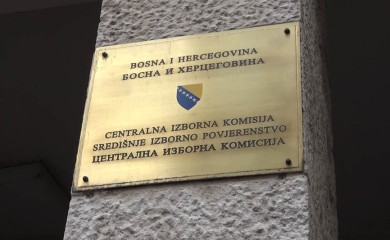 BOSNA I HERCEGOVINA
БОСНА И ХЕРЦЕГОВИНА
CENTRALNA IZBORNA KOMISIJA
SREDIŠNJE IZBORNO POVJERENSTVO
ЦЕНТРАЛНА ИЗБОРНА КОМИСИЈА